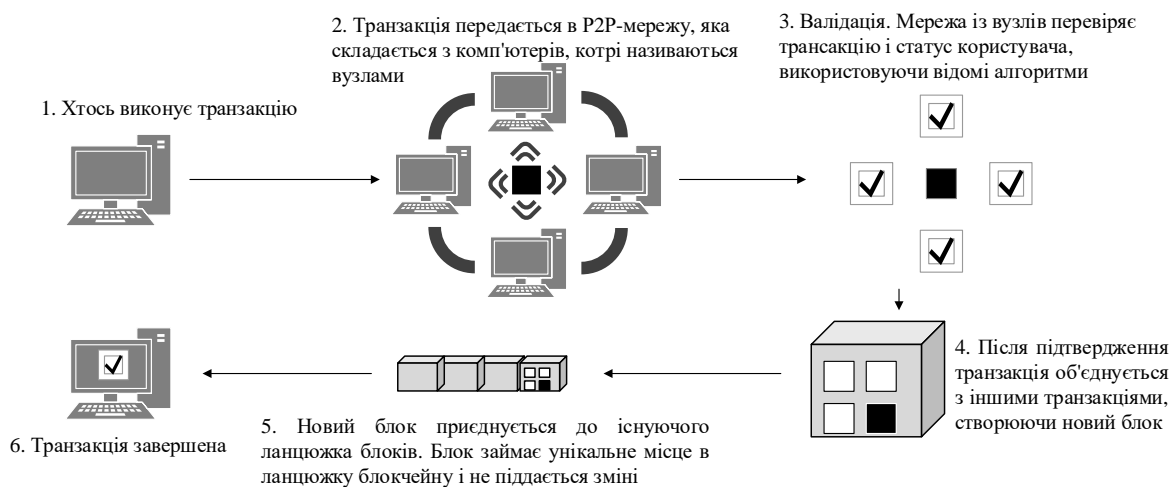 1. Хтось виконує транзакцію
2. Транзакція передається в P2P-мережу, яка
складається з комп'ютерів, котрі називаються
вузлами
3. Валідація. Мережа із вузлів перевіряє
трансакцію і статус користувача,
використовуючи відомі алгоритми
4. Після підтвердження
транзакція об'єднується
з іншими транзакціями,
створюючи новий блок
5. Новий блок приєднується до існуючого
ланцюжка блоків. Блок займає унікальне місце в
ланцюжку блокчейну і не піддається зміні
6. Транзакція завершена